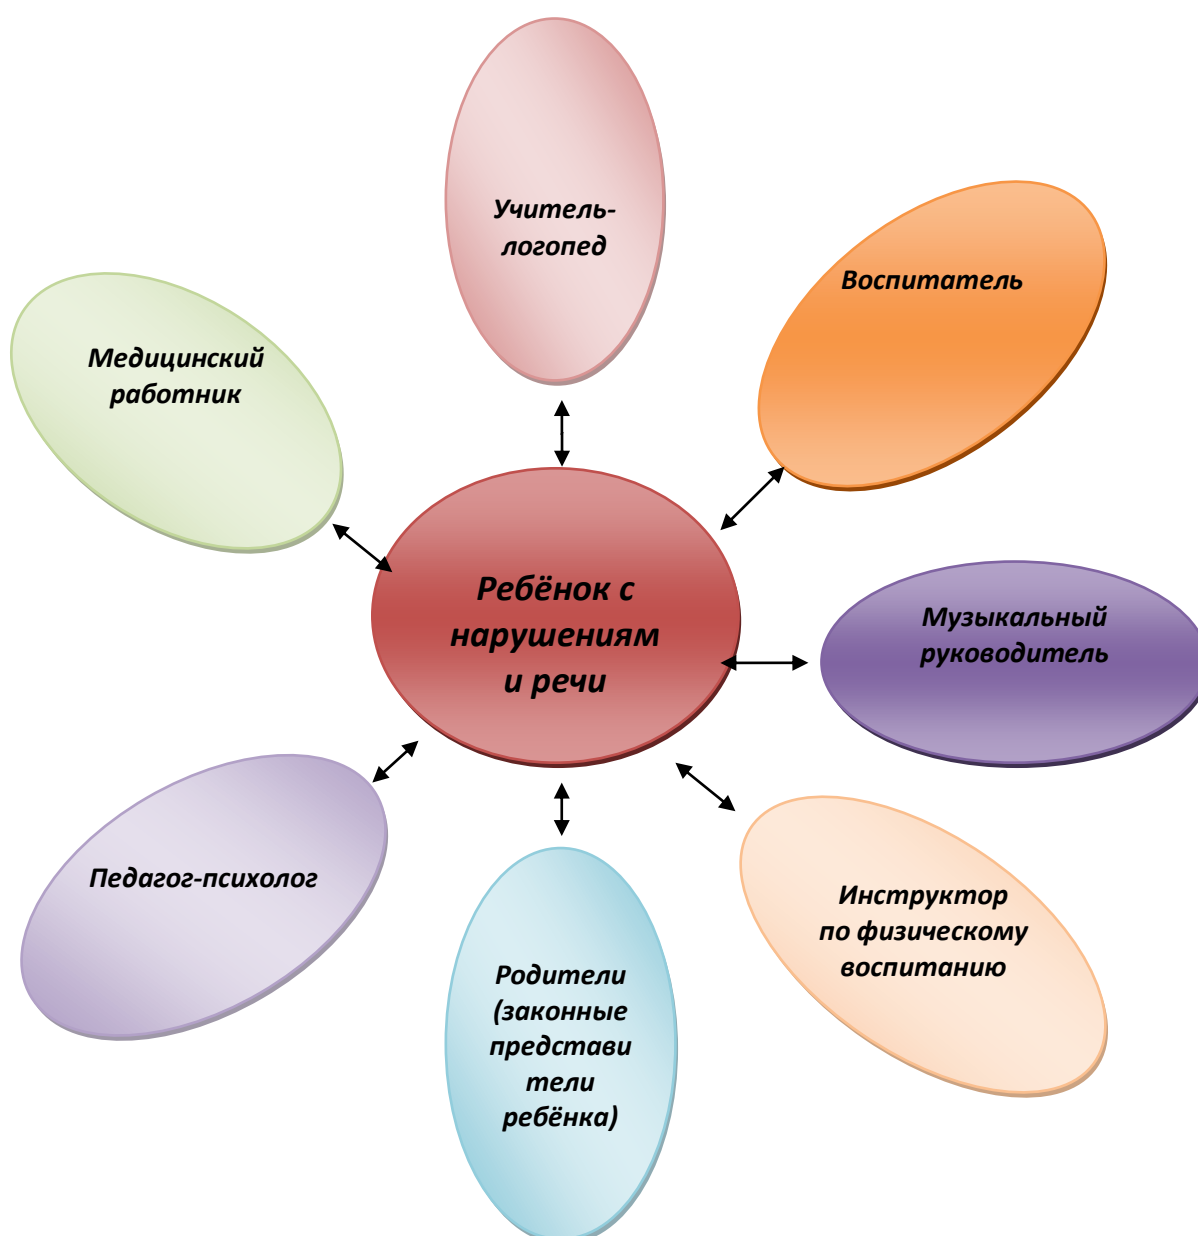 Учитель-
логопед
Воспитатель
Медицинский
работник
Ребёнок с
нарушениям
и речи
Музыкальный
руководитель
Педагог-психолог
Инструктор
по физическому
воспитанию
Родители
(законные
представи
тели
ребёнка)